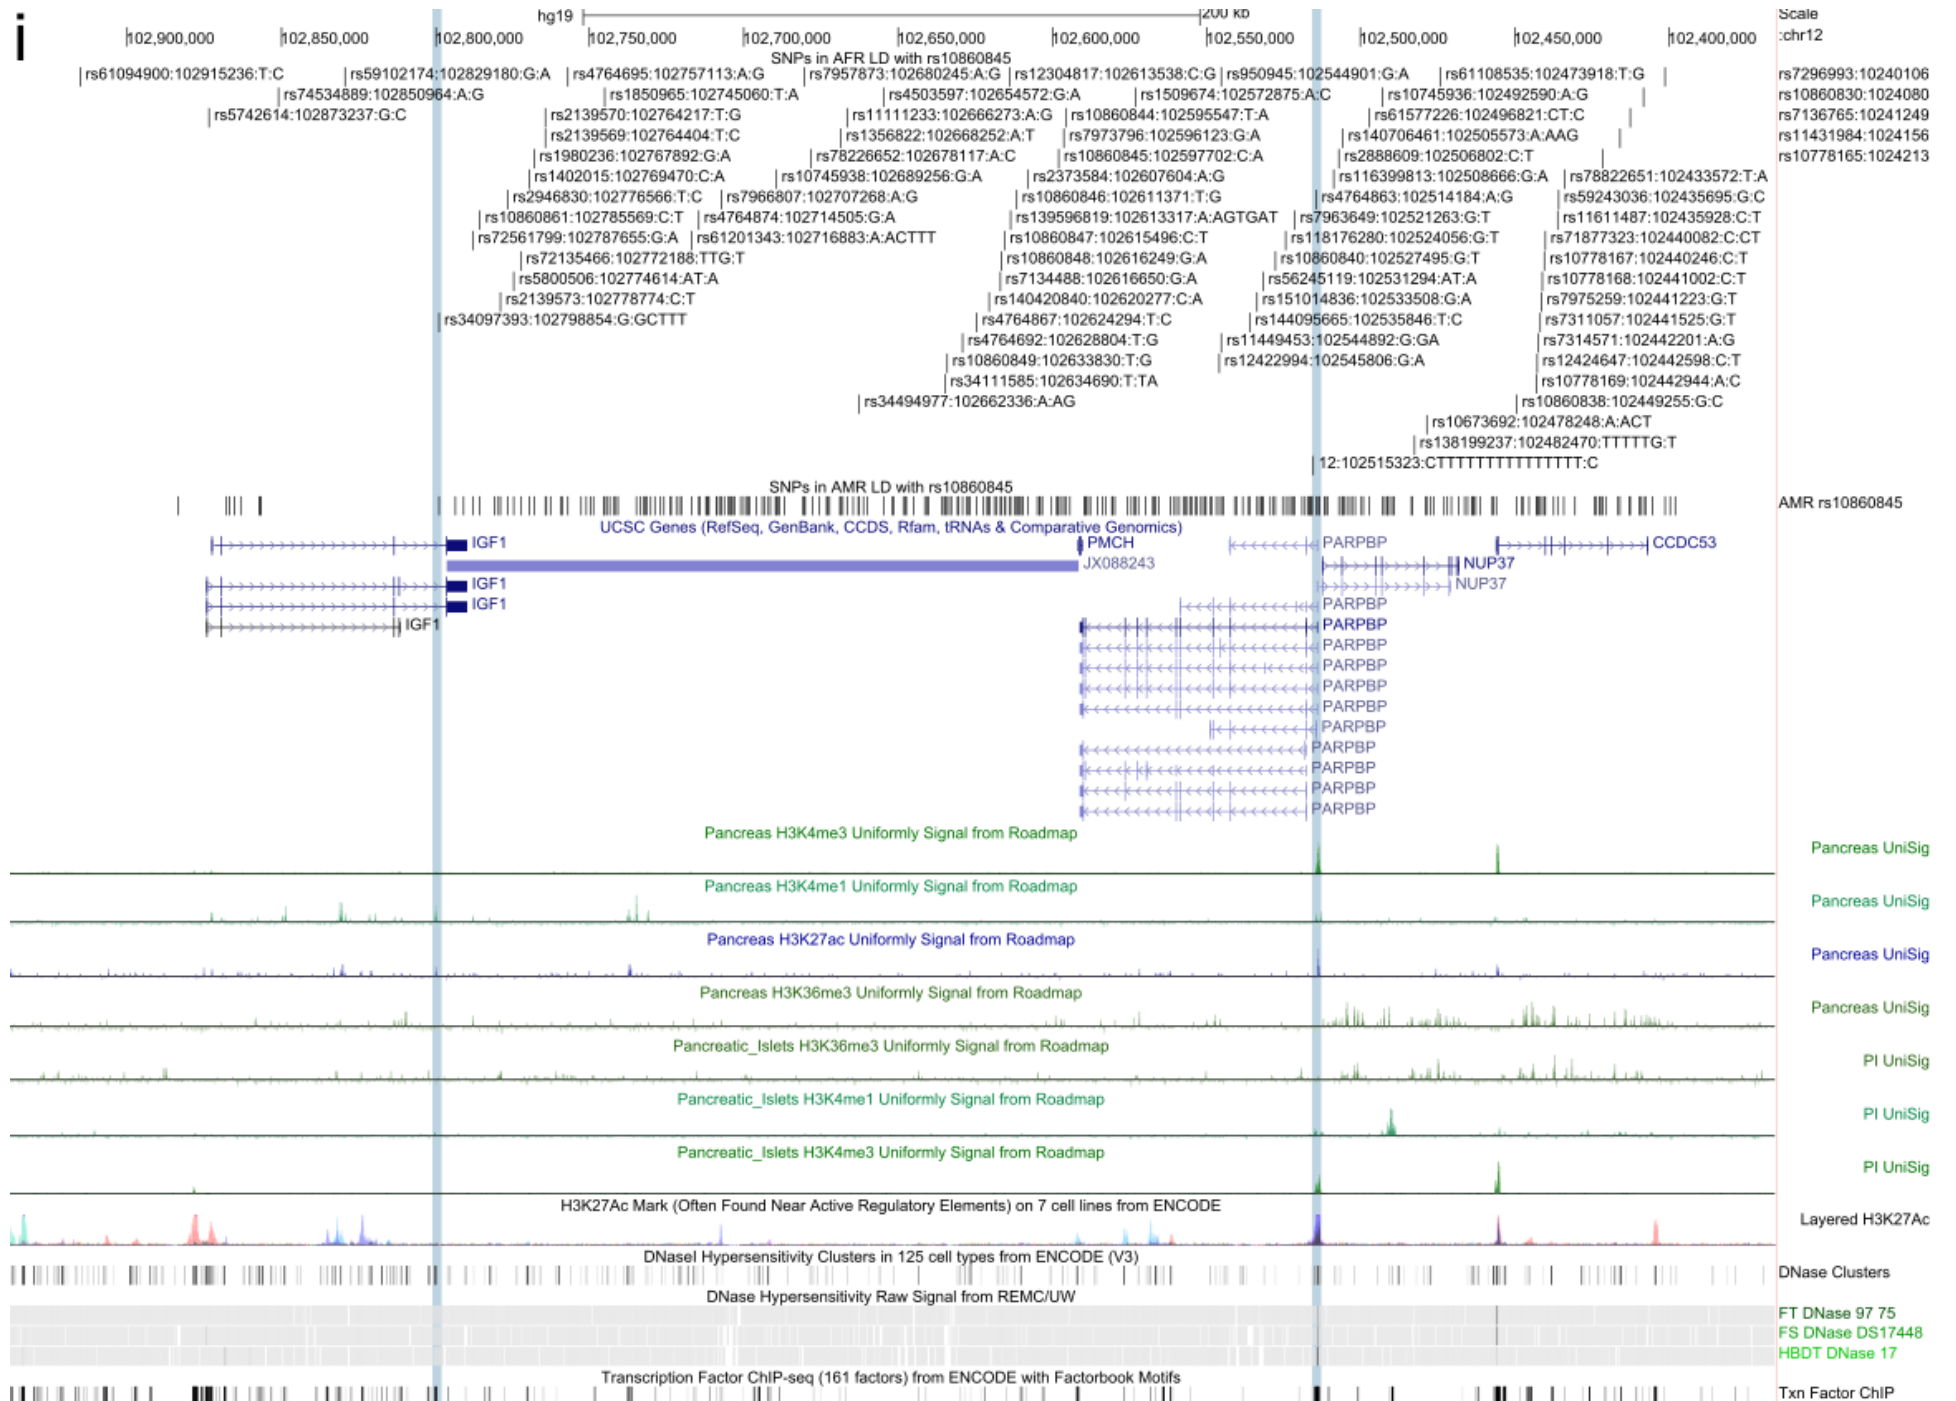 i
hg19 200 kb Scale
102,900,000 102,850,000 102,800,000 102,750,000 102,700,000 102,650,000 102,600,000 102,550,000 102,500,000 102,450,000 102,400,000 :chr12
SNPs in AFR LD with rs10860845
rs61094900:102915236:T:C rs59102174:102829180:G:A rs4764695:102757113:A:G rs7957873:102680245:A:G rs12304817:102613538:C:G rs950945:102544901:G:A rs61108535:102473918:T:G rs7296993:10240106
rs74534889:102850964:A:G rs1850965:102745060:T:A rs4503597:102654572:G:A rs1509674:102572875:A:C rs10745936:102492590:A:G rs10860830:1024080
rs5742614:102873237:G:C rs2139570:102764217:T:G rs11111233:102666273:A:G rs10860844:102595547:T:A rs61577226:102496821:CT:C rs7136765:1024149
rs2139569:102764404:T:C rs1356822:102668252:A:T rs7973796:102596123:G:A rs140706461:102505573:A:AAG rs11431984:1024156
rs1980236:102767892:G:A rs78226652:102678117:A:C rs10860845:102597702:C:A rs2888609:102506802:C:T rs10778165:1024213
rs1402015:102769470:C:A rs10745938:102689256:G:A rs2373584:102607604:A:G rs116399813:102508666:G:A rs78822651:102433572:T:A
rs2946830:102776566:T:C rs7966807:102707268:A:G rs10860846:102611371:T:G rs4764863:102514184:A:G rs59243036:102435695:G:C
rs10860861:102785569:C:T rs4764874:102714505:G:A rs139596819:102613317:A:AGTGAT rs7963649:102521263:G:T rs11611487:102435928:C:T
rs72561799:102787655:G:A rs61201343:102716883:A:ACTTT rs10860847:102615496:C:T rs118176280:102524056:G:T rs71877323:102440082:C:CT
rs72135466:102772188:TTG:T rs10860848:102616249:G:A rs10860840:102527495:G:T rs10778167:102440246:C:T
rs5800506:102774614:AT:A rs7134488:102616650:G:A rs56245119:102531294:AT:A rs10778168:102441002:C:T
rs2139573:102778774:C:T rs140420840:102620277:C:A rs151014836:102533508:G:A rs7975259:102441223:G:T
rs34097393:102798854:G:GCTTT rs4764867:102624294:T:C rs144095665:102535846:T:C rs7311057:102441525:G:T
rs4764692:102628804:T:G rs11449453:102544892:G:GA rs7314571:102442201:A:G
rs10860849:102633830:T:G rs12422994:102545806:G:A rs12424647:102442598:C:T
rs34111585:102634690:T:TA rs10778169:102442944:A:C
rs34494977:102662336:A:AG rs10860838:102449255:G:C
rs10673692:102478248:A:ACT
rs138199237:102482470:TTTTTG:T
12:102515323:CTTTTTTTTTTTTTTT:C
SNPs in AMR LD with rs10860845
AMR rs10860845
UCSC Genes (RefSeq, GenBank, CCDS, Rfam, tRNAs & Comparative Genomics)
IGF1 PMCH PARPBP CCDC53
JX088243 NUP37
IGF1 NUP37
IGF1 PARPBP
IGF1 PARPBP
PARPBP
PARPBP
PARPBP
PARPBP
PARPBP
PARPBP
PARPBP
PARPBP
PARPBP
Pancreas H3K4me3 Uniformly Signal from Roadmap
Pancreas UniSig
Pancreas H3K4me1 Uniformly Signal from Roadmap
Pancreas UniSig
Pancreas H3K27ac Uniformly Signal from Roadmap
Pancreas UniSig
Pancreas H3K36me3 Uniformly Signal from Roadmap
Pancreas UniSig
Pancreatic_Islets H3K36me3 Uniformly Signal from Roadmap
PI UniSig
Pancreatic_Islets H3K4me1 Uniformly Signal from Roadmap
PI UniSig
Pancreatic_Islets H3K4me3 Uniformly Signal from Roadmap
PI UniSig
H3K27Ac Mark (Often Found Near Active Regulatory Elements) on 7 cell lines from ENCODE
Layered H3K27Ac
DNaseI Hypersensitivity Clusters in 125 cell types from ENCODE (V3)
DNase Clusters
DNase Hypersensitivity Raw Signal from REMC/UW
FT DNase 97 75
FS DNase DS17448
HBDT DNase 17
Transcription Factor ChIP-seq (161 factors) from ENCODE with Factorbook Motifs
Txn Factor ChIP